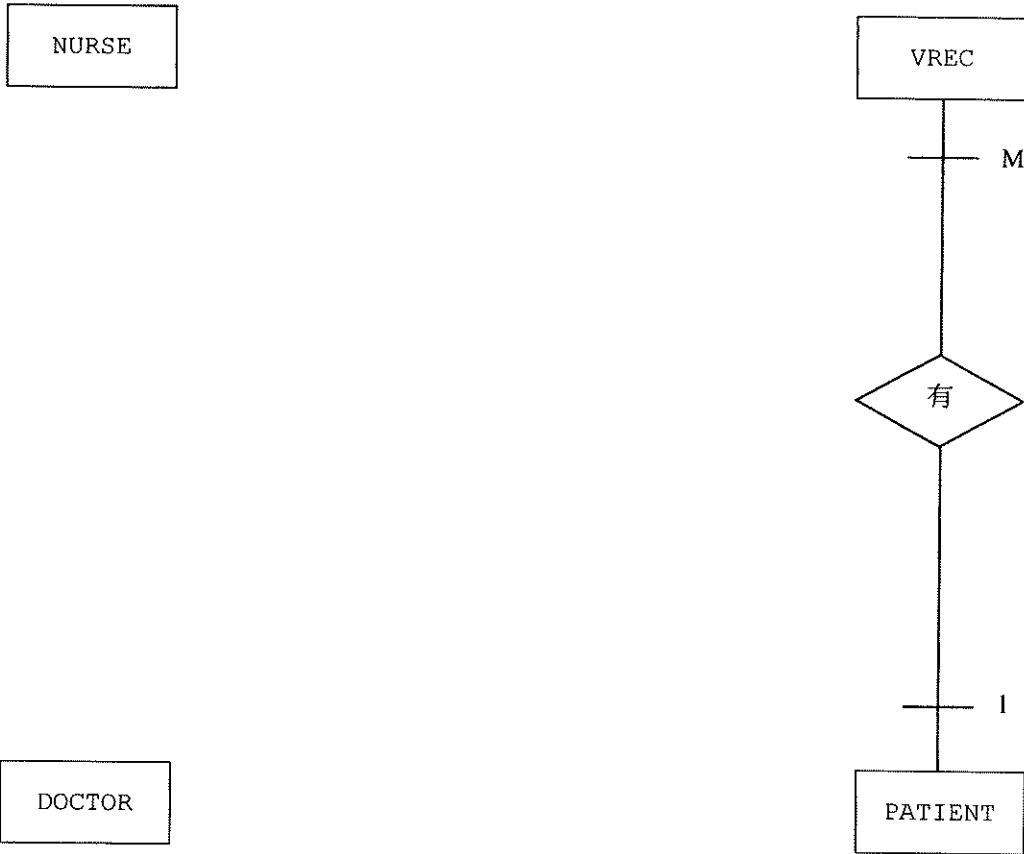 NURSE
VREC
M
有
1
DOCTOR
PATIENT